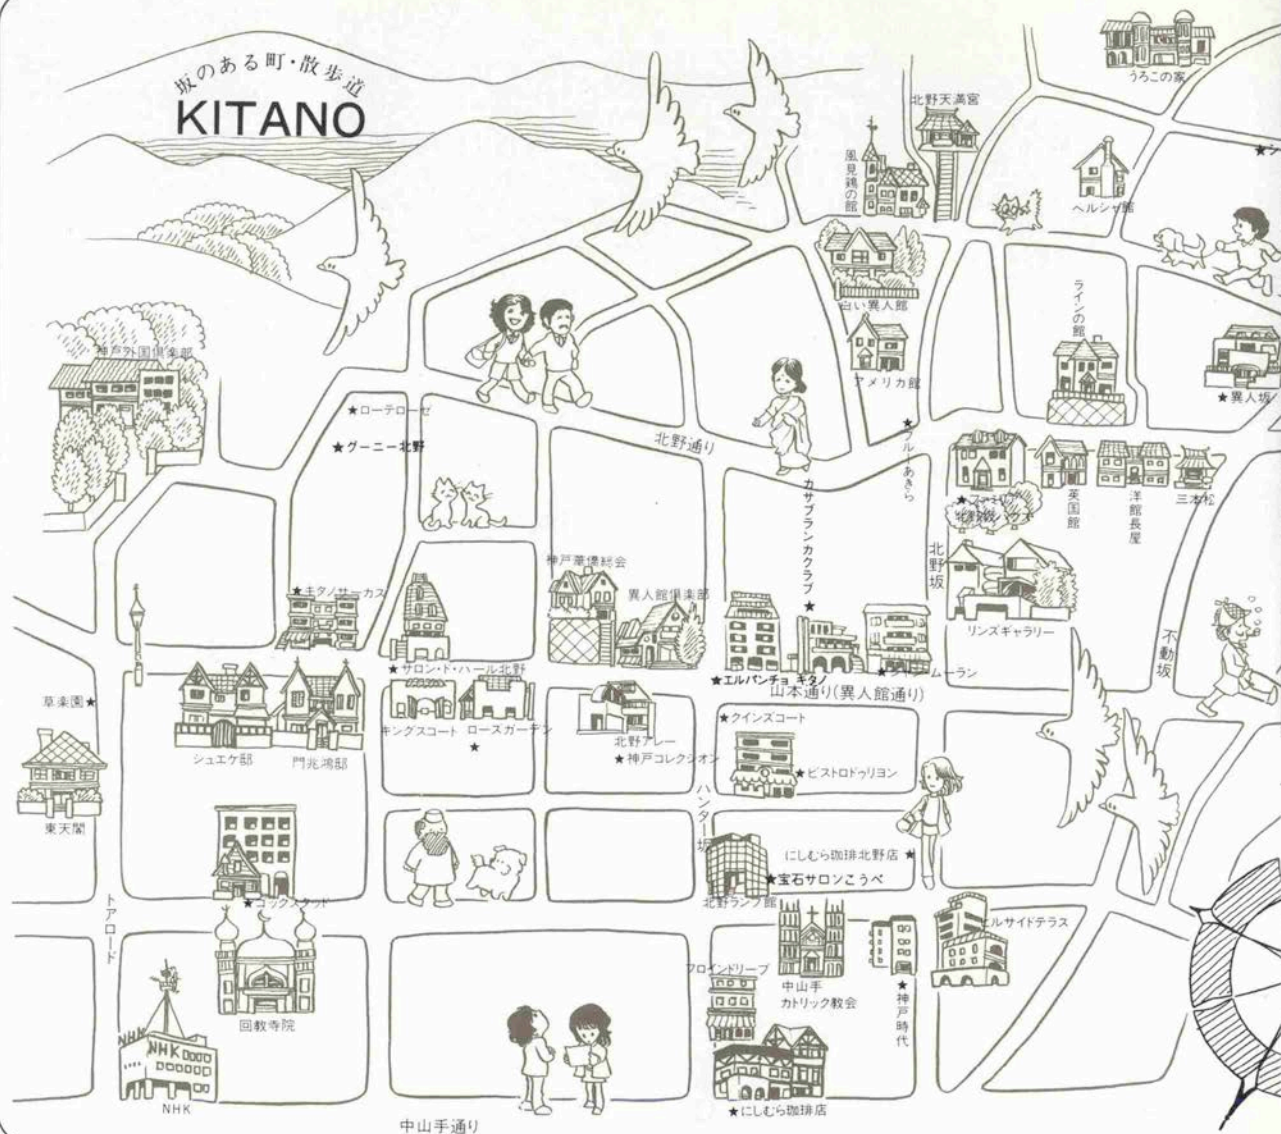 坂のある町・散歩道
KITANO
うろこの家
北野天満宮
風見鶏の館
ペルシャ館
白い異人館
ラインの館
神戸外国倶楽部
アメリカ館
★異人坂
★ローテローゼ
★グーニー北野
北野通り
カサブランカクラブ
★
英国館
洋館長屋
三本松
北野坂
神戸華僑総会
異人館倶楽部
★キタノサーカス
リンズギャラリー
不動坂
★サロン・ド・ハール北野
★エルパンチョ キタノ
山本通り(異人館通り)
草楽園★
キングスコート
ローズガーデン
★
★クインズコート
北野アレー
★神戸コレクシオン
シュエケ邸
門兆鴻邸
★ビストロドゥリヨン
ハンター坂
東天閣
にしむら珈琲北野店★
★宝石サロンこうべ
北野ランプ館
トアロード
★コックスタッド
ヒルサイドテラス
フロインドリーブ
中山手
カトリック教会
★神戸時代
回教寺院
NHK
NHK
NHK
★にしむら珈琲店
中山手通り